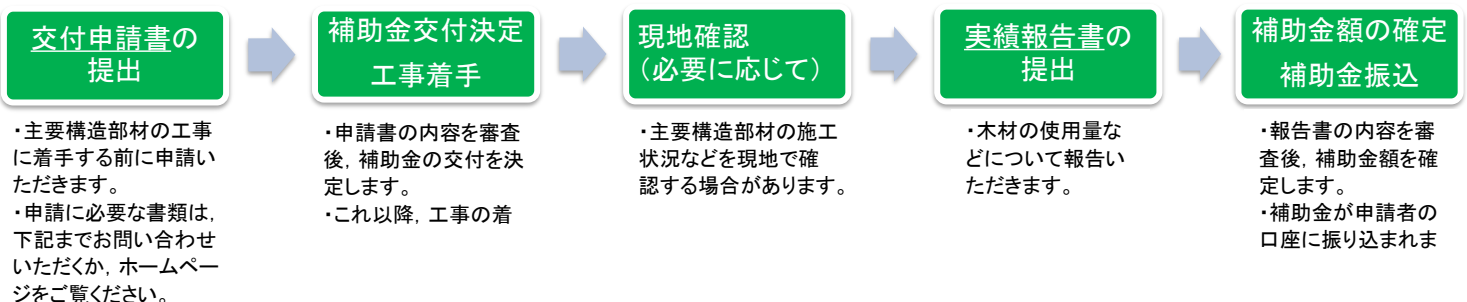 交付申請書の
提出
・主要構造部材の工事
に着手する前に申請い
ただきます。
・申請に必要な書類は,
下記までお問い合わせ
いただくか, ホームペー
ジをご覧ください。
補助金交付決定
工事着手
・申請書の内容を審査
後, 補助金の交付を決
定します。
・これ以降, 工事の着
現地確認
(必要に応じて)
・主要構造部材の施工
状況などを現地で確
認する場合があります。
実績報告書の
提出
・木材の使用量な
どについて報告い
ただきます。
補助金額の確定
補助金振込
・報告書の内容を審
査後, 補助金額を確
定します。
・補助金が申請者の
口座に振り込まれま